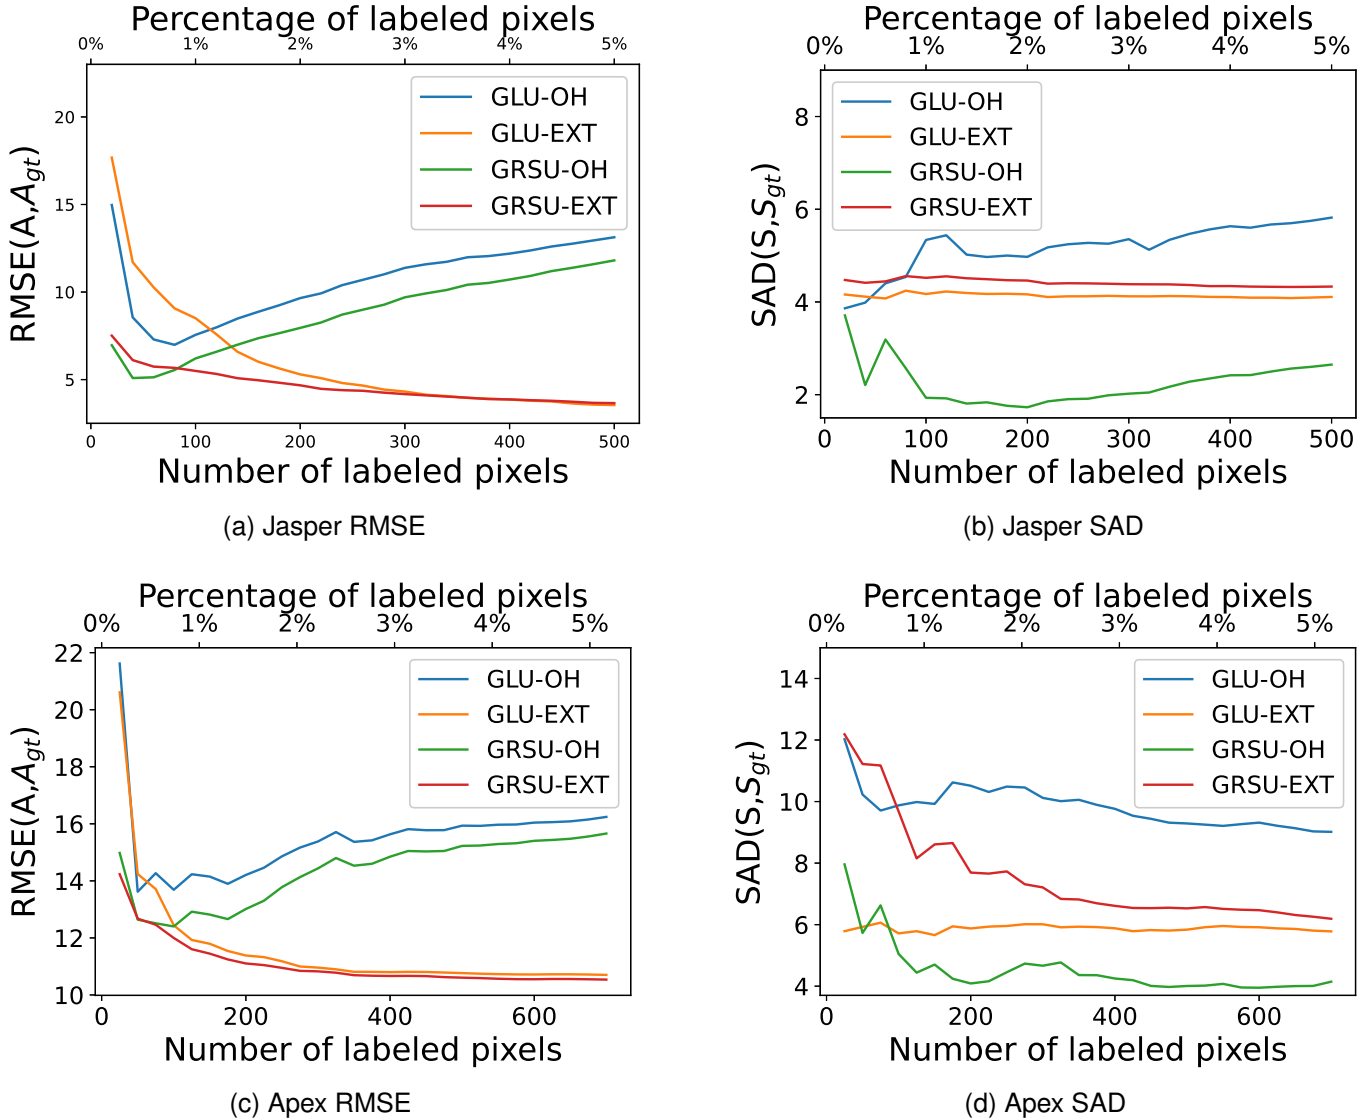 Percentage of labeled pixels
0% 1% 2% 3% 4% 5%
RMSE(A,A_gt)
20
15
10
5
GLU-OH
GLU-EXT
GRSU-OH
GRSU-EXT
0 100 200 300 400 500
Number of labeled pixels
(a) Jasper RMSE
Percentage of labeled pixels
0% 1% 2% 3% 4% 5%
SAD(S,S_gt)
8
6
4
2
GLU-OH
GLU-EXT
GRSU-OH
GRSU-EXT
0 100 200 300 400 500
Number of labeled pixels
(b) Jasper SAD
Percentage of labeled pixels
0% 1% 2% 3% 4% 5%
RMSE(A,A_gt)
22
20
18
16
14
12
10
GLU-OH
GLU-EXT
GRSU-OH
GRSU-EXT
0 200 400 600
Number of labeled pixels
(c) Apex RMSE
Percentage of labeled pixels
0% 1% 2% 3% 4% 5%
SAD(S,S_gt)
14
12
10
8
6
4
GLU-OH
GLU-EXT
GRSU-OH
GRSU-EXT
0 200 400 600
Number of labeled pixels
(d) Apex SAD